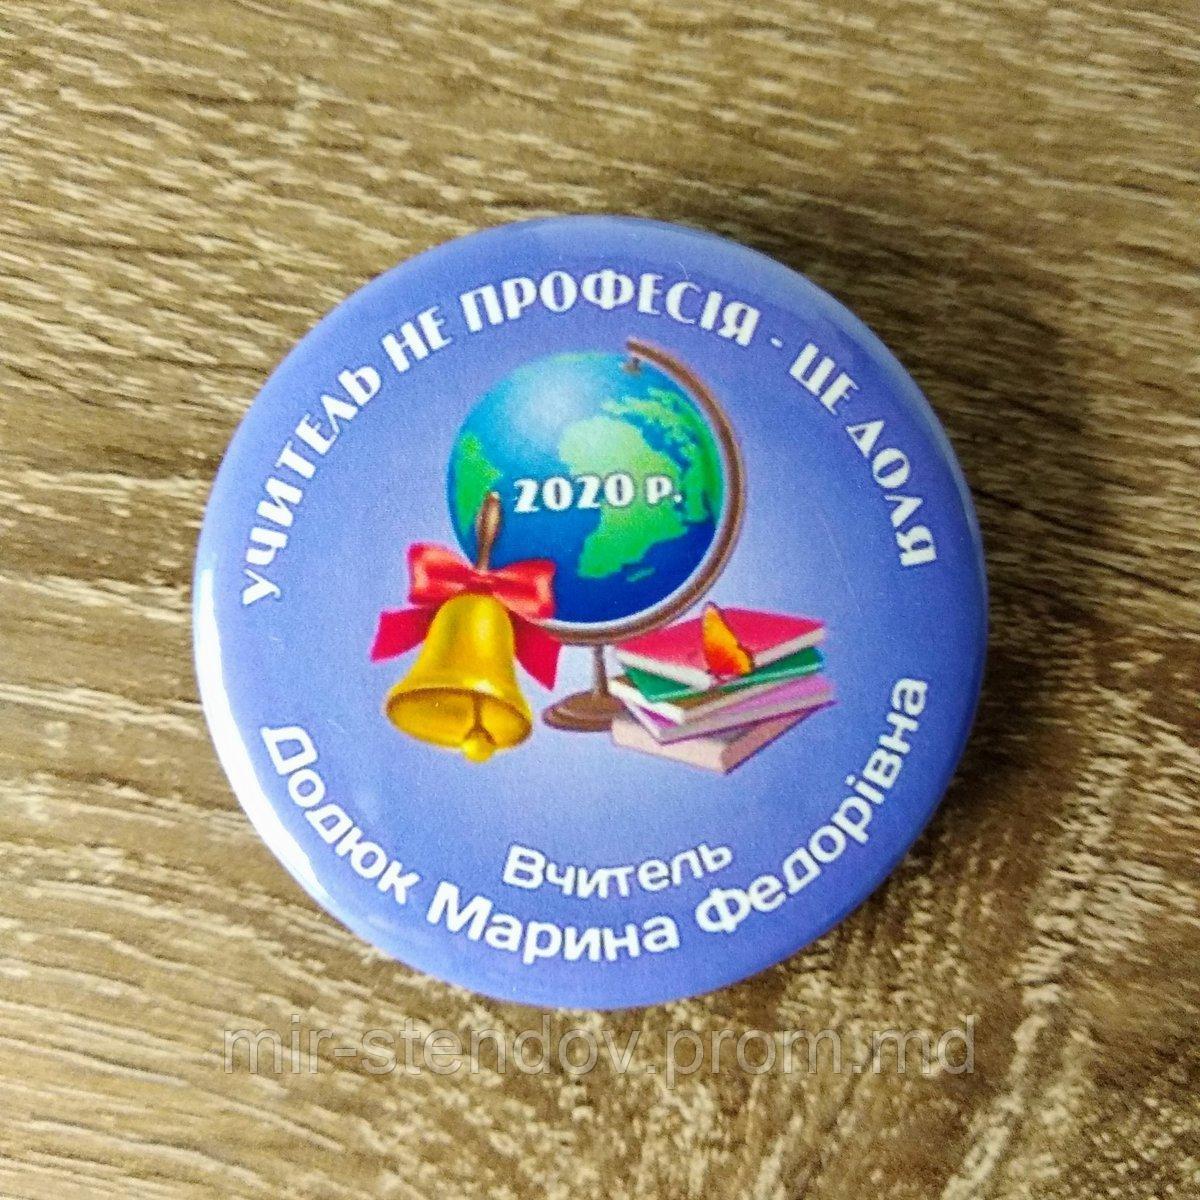 УЧИТЕЛЬ НЕ ПРОФЕСІЯ - ЦЕ ДОЛЯ
2020 р.
Вчитель
Додюк Марина Федорівна
mir-stendov.prom.md